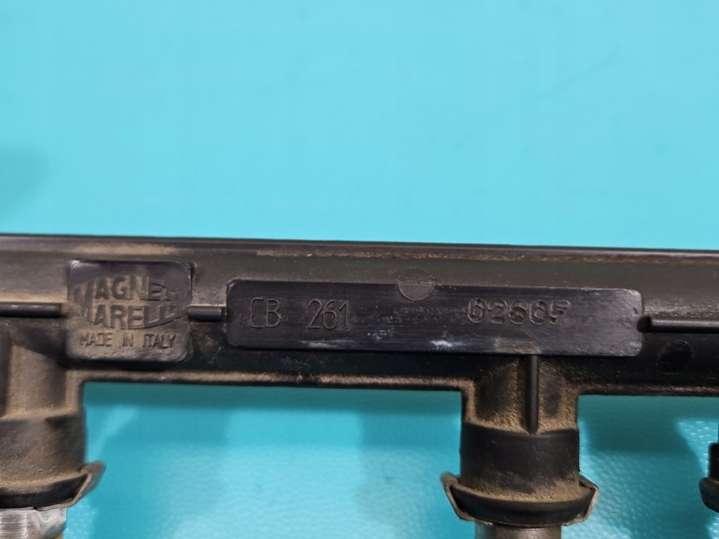 MAGNETI
MARELLI
MADE IN ITALY
CB 261